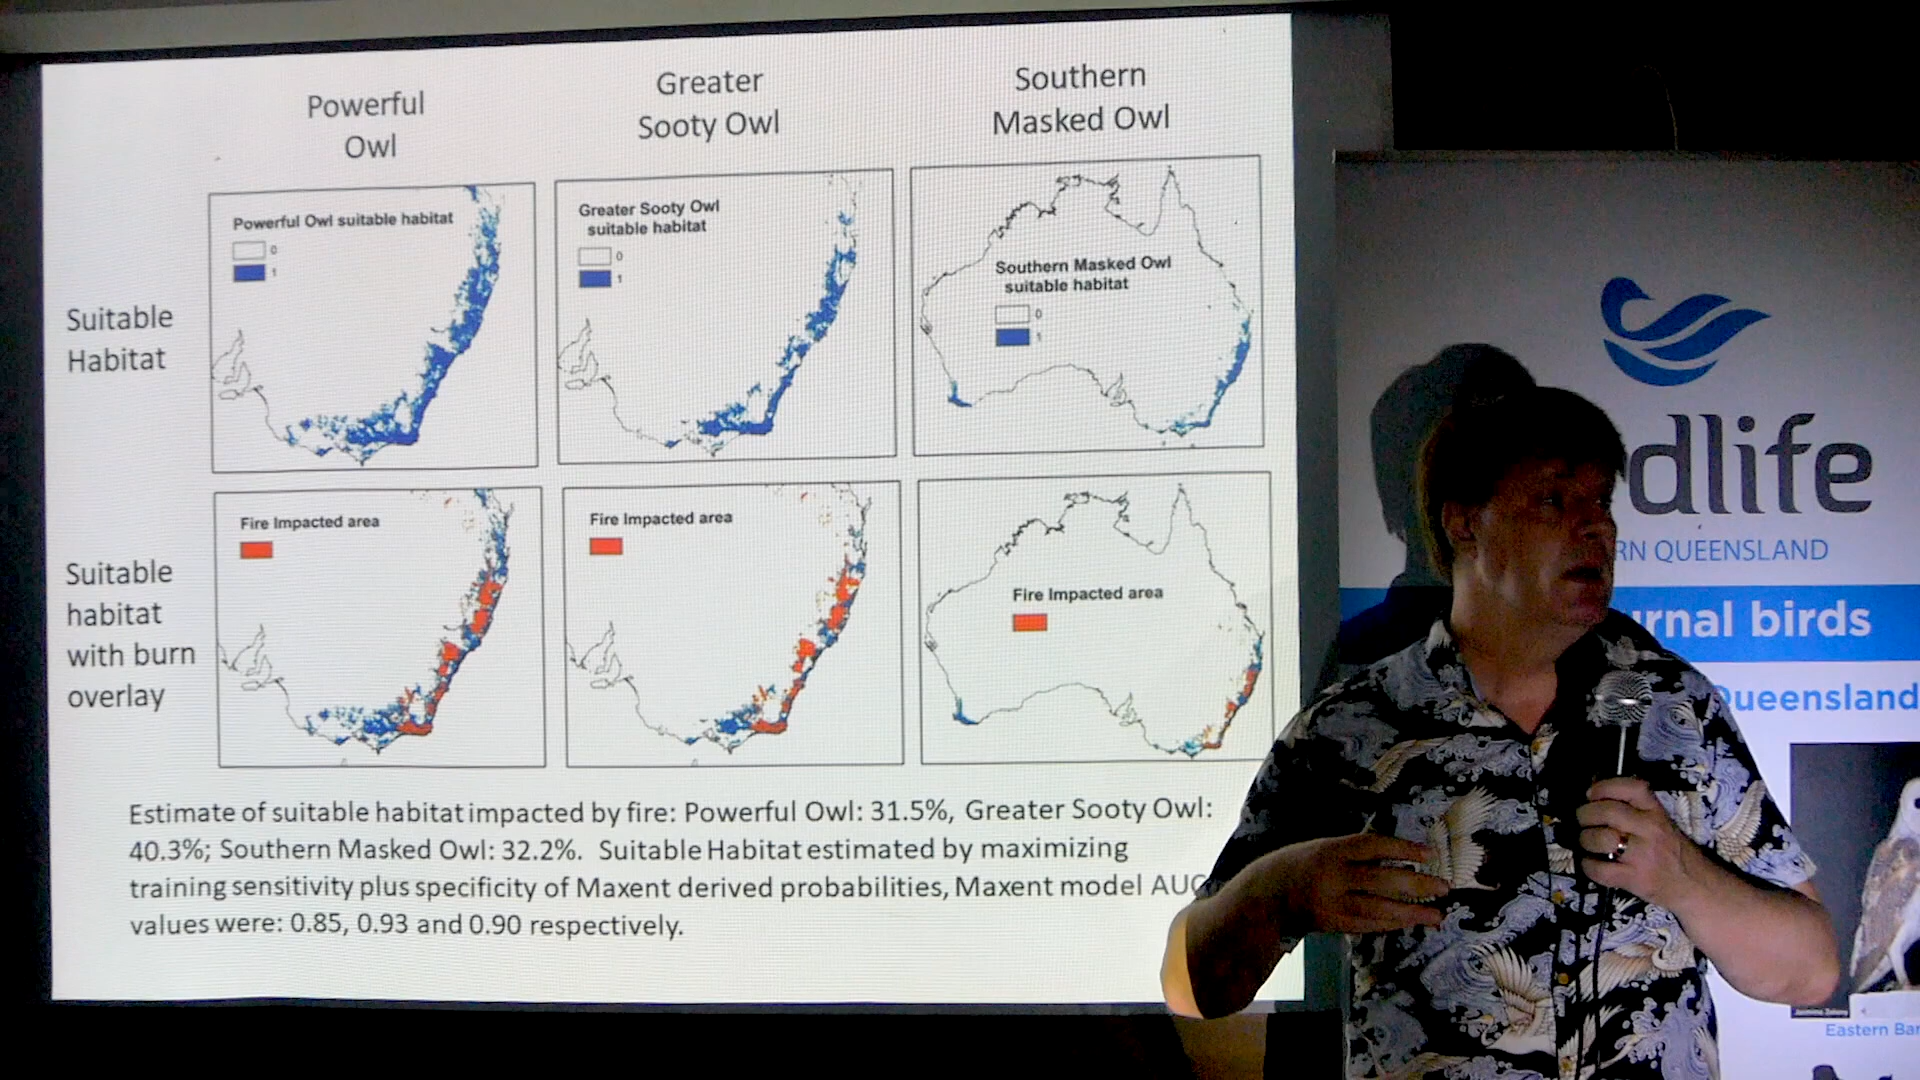 Powerful
Owl
Greater
Sooty Owl
Southern
Masked Owl
Suitable
Habitat
Powerful Owl suitable habitat
0
1
Greater Sooty Owl
suitable habitat
0
1
Southern Masked Owl
suitable habitat
0
1
Suitable
habitat
with burn
overlay
Fire Impacted area
Fire Impacted area
Fire Impacted area
Estimate of suitable habitat impacted by fire: Powerful Owl: 31.5%, Greater Sooty Owl:
40.3%; Southern Masked Owl: 32.2%. Suitable Habitat estimated by maximizing
training sensitivity plus specificity of Maxent derived probabilities, Maxent model AUC
values were: 0.85, 0.93 and 0.90 respectively.
dlife
RN QUEENSLAND
urnal birds
Queensland
Eastern Bar